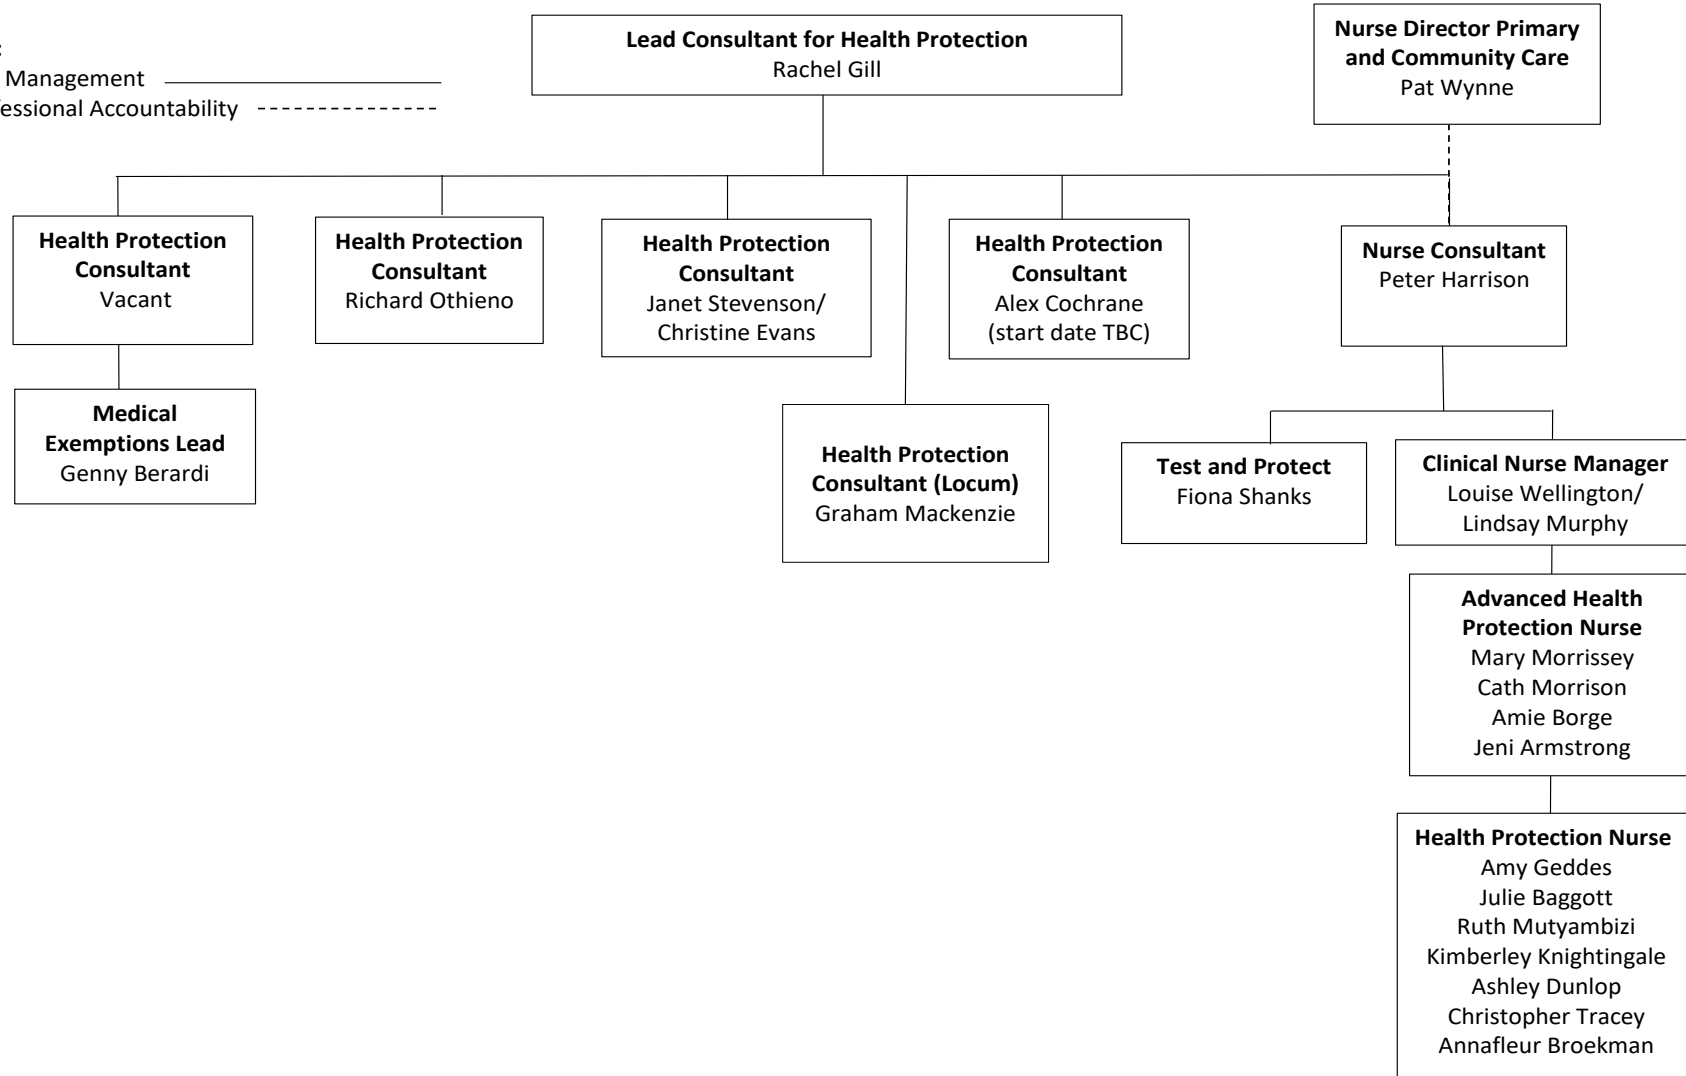 :
Management
essional Accountability
Lead Consultant for Health Protection
Rachel Gill
Nurse Director Primary
and Community Care
Pat Wynne
Health Protection
Consultant
Vacant
Health Protection
Consultant
Richard Othieno
Health Protection
Consultant
Janet Stevenson/
Christine Evans
Health Protection
Consultant
Alex Cochrane
(start date TBC)
Nurse Consultant
Peter Harrison
Medical
Exemptions Lead
Genny Berardi
Health Protection
Consultant (Locum)
Graham Mackenzie
Test and Protect
Fiona Shanks
Clinical Nurse Manager
Louise Wellington/
Lindsay Murphy
Advanced Health
Protection Nurse
Mary Morrissey
Cath Morrison
Amie Borge
Jeni Armstrong
Health Protection Nurse
Amy Geddes
Julie Baggott
Ruth Mutyambizi
Kimberley Knightingale
Ashley Dunlop
Christopher Tracey
Annafleur Broekman